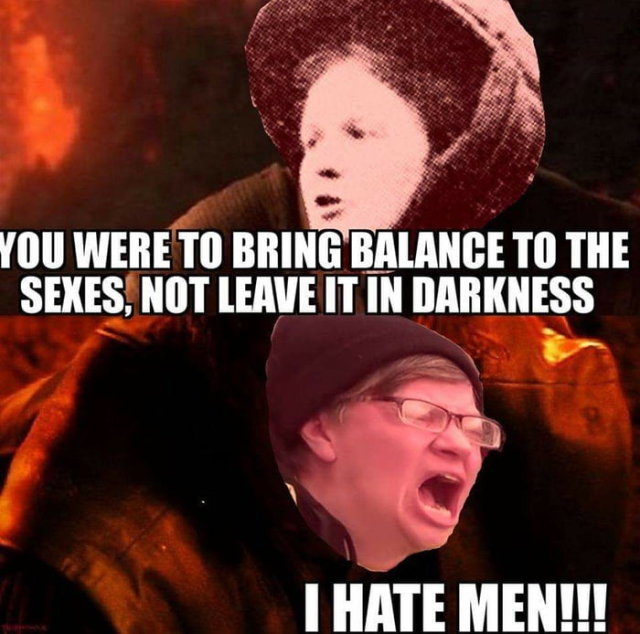 YOU WERE TO BRING BALANCE TO THE
SEXES, NOT LEAVE IT IN DARKNESS
I HATE MEN!!!